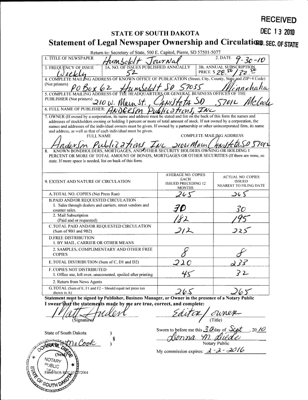 RECEIVED
DEC 13 2010
S.D. SEC. OF STATE
STATE OF SOUTH DAKOTA
Statement of Legal Newspaper Ownership and Circulation
Return to: Secretary of State, 500 E. Capitol, Pierre, SD 57501-5077
1. TITLE OF NEWSPAPER Humboldt Journal 2. DATE 9-30-10
3. FREQUENCY OF ISSUE Weekly 3A. NO. OF ISSUES PUBLISHED ANNUALLY 52 3B. ANNUAL SUBSCRIPTION PRICE
4. COMPLETE MAILING ADDRESS OF KNOWN OFFICE OF PUBLICATION (Street, City, County, State and ZIP+4 Code) (Not printers)
PO Box 62 Humboldt SD 57035 Minnehaha
5. COMPLETE MAILING ADDRESS OF THE HEADQUARTERS OR GENERAL BUSINESS OFFICES OF THE PUBLISHER (Not printers)
210 W. Main St., Canistota SD 57012 McCook
6. FULL NAME OF PUBLISHER: Anderson Publications, Inc.
7. OWNER (If owned by a corporation, its name and address must be stated and list on the back of this form the names and addresses of stockholders owning or holding 1 percent or more of total amount of stock. If not owned by a corporation, the names and addresses of the individual owners must be given. If owned by a partnership or other unincorporated firm, its name and address, as well as that of each individual must be given.
FULL NAME COMPLETE MAILING ADDRESS
Anderson Publications Inc. 210 W Main Canistota SD 57012
8. KNOWN BONDHOLDERS, MORTGAGEES, AND OTHER SECURITY HOLDERS OWNING OR HOLDING 1 PERCENT OR MORE TOTAL AMOUNT OF BONDS, MORTGAGES OR OTHER SECURITIES (If there are none, so state. If more space is needed, list on back of this form.
9. EXTENT AND NATURE OF CIRCULATION
AVERAGE NO. COPIES EACH ISSUED PRECEDING 12 MONTHS
ACTUAL NO. COPIES ISSUED NEAREST TO FILING DATE
A. TOTAL NO. COPIES (Net Press Run) 265 265
B. PAID AND/OR REQUESTED CIRCULATION
1. Sales through dealers and carriers, street vendors and counter sales. 30 30
2. Mail Subscription (Paid and/or requested) 182 195
C. TOTAL PAID AND/OR REQUESTED CIRCULATION (Sum of 9B1 and 9B2) 212 225
D. FREE DISTRIBUTION
1. BY MAIL, CARRIER OR OTHER MEANS
2. SAMPLES, COMPLIMENTARY AND OTHER FREE COPIES 8 8
E. TOTAL DISTRIBUTION (Sum of C, D1 and D2) 220 233
F. COPIES NOT DISTRIBUTED
1. Office use, left over, unaccounted, spoiled after printing 45 32
2. Return from News Agents
G. TOTAL (Sum of E, F1 and F2 - Should equal net press run shown in A) 265 265
Statement must be signed by Publisher, Business Manager, or Owner in the presence of a Notary Public
I swear that the statements made by me are true, correct, and complete:
Matt Anderson Editor/owner
(Signature) (Title)
State of South Dakota
McCook
Sworn to before me this 30 day of Sept, 2010
Notary Public
My commission expires: 2-2-2016
NOTARY PUBLIC
SOUTH DAKOTA